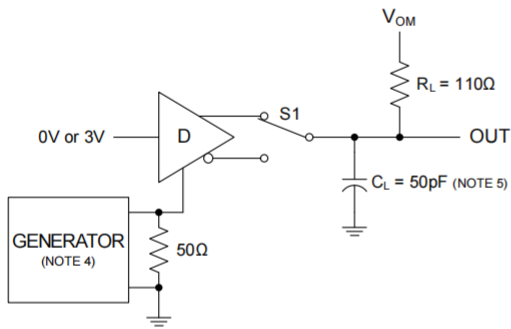 VOM
RL = 110Ω
S1
0V or 3V
D
OUT
CL = 50pF (NOTE 5)
GENERATOR
(NOTE 4)
50Ω